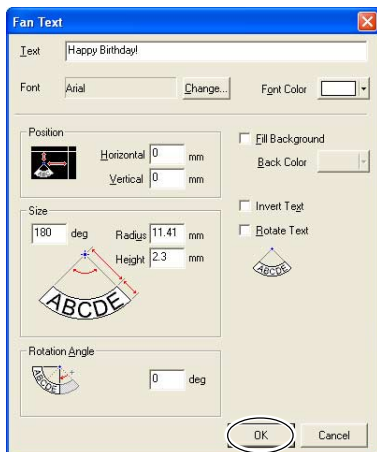 Fan Text
Text Happy Birthday!
Font Arial Change... Font Color
Position
Horizontal 0 mm
Vertical 0 mm
Fill Background
Back Color
Size
180 deg Radius 11.41 mm
Height 2.3 mm
ABCDE
Invert Text
Rotate Text
ABCDE
Rotation Angle
ABCDE
0 deg
OK Cancel